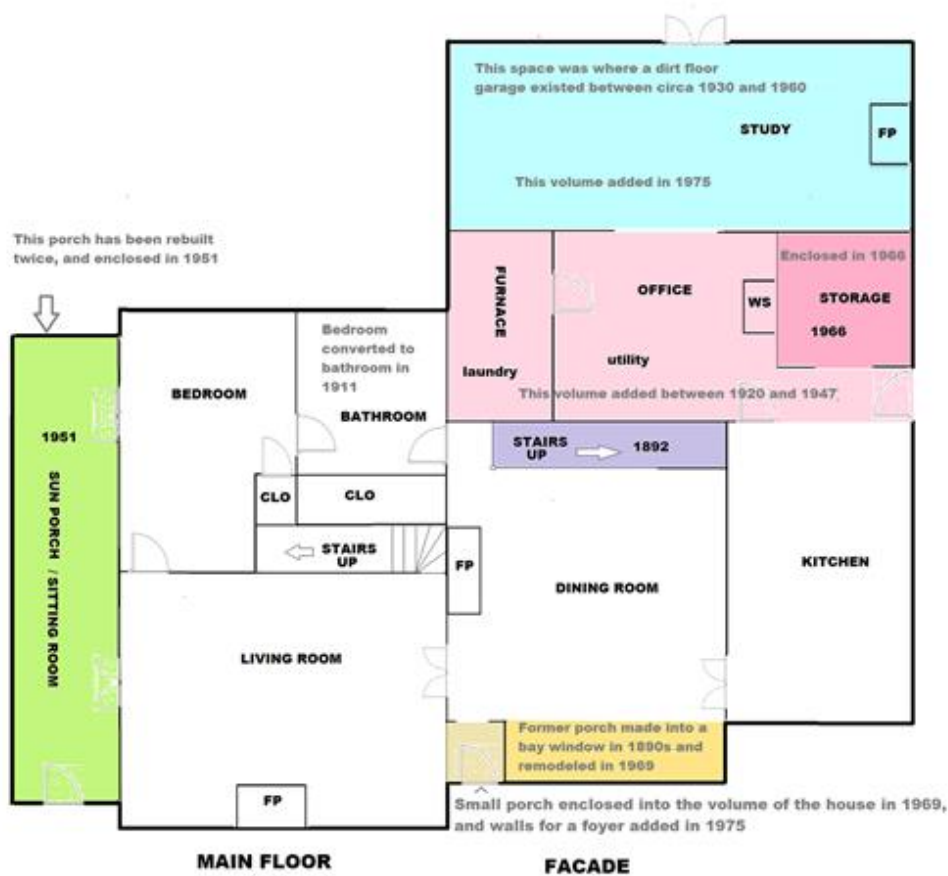 This space was where a dirt floor
garage existed between circa 1930 and 1960
STUDY
FP
This volume added in 1975
This porch has been rebuilt
twice, and enclosed in 1951
FURNACE
laundry
OFFICE
utility
WS
Enclosed in 1966
STORAGE
1966
This volume added between 1920 and 1947
Bedroom
converted to
bathroom in
1911
BEDROOM
BATHROOM
1951
SUN PORCH / SITTING ROOM
STAIRS
UP
1892
CLO
CLO
STAIRS
UP
FP
DINING ROOM
KITCHEN
LIVING ROOM
FP
Former porch made into a
bay window in 1890s and
remodeled in 1969
Small porch enclosed into the volume of the house in 1969,
and walls for a foyer added in 1975
MAIN FLOOR
FACADE